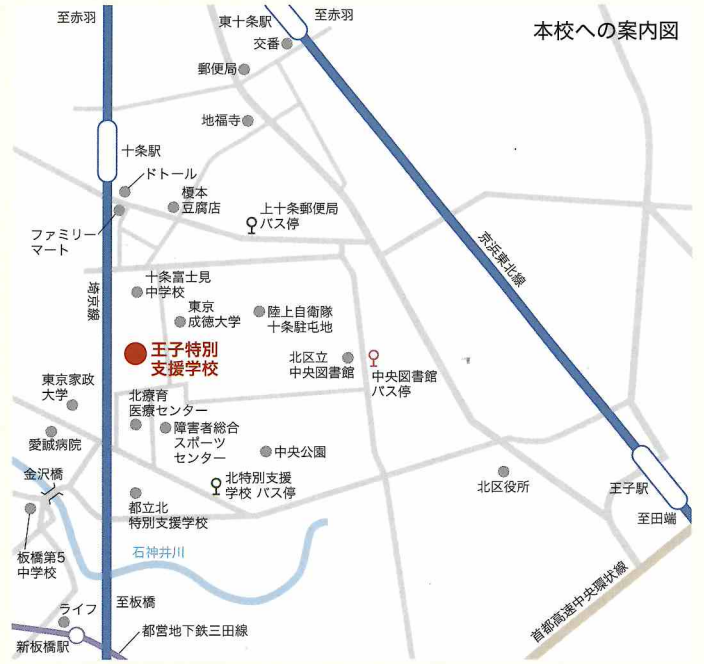 至赤羽
東十条駅
至赤羽
本校への案内図
交番
郵便局
地福寺
十条駅
ドトール
榎本
豆腐店
上十条郵便局
バス停
ファミリー
マート
京浜東北線
埼京線
十条富士見
中学校
東京
成徳大学
陸上自衛隊
十条駐屯地
王子特別
支援学校
北区立
中央図書館
中央図書館
バス停
東京家政
大学
北療育
医療センター
愛誠病院
障害者総合
スポーツ
センター
中央公園
金沢橋
北特別支援
学校 バス停
北区役所
王子駅
都立北
特別支援学校
至田端
板橋第5
中学校
石神井川
首都高速中央環状線
至板橋
ライフ
都営地下鉄三田線
新板橋駅